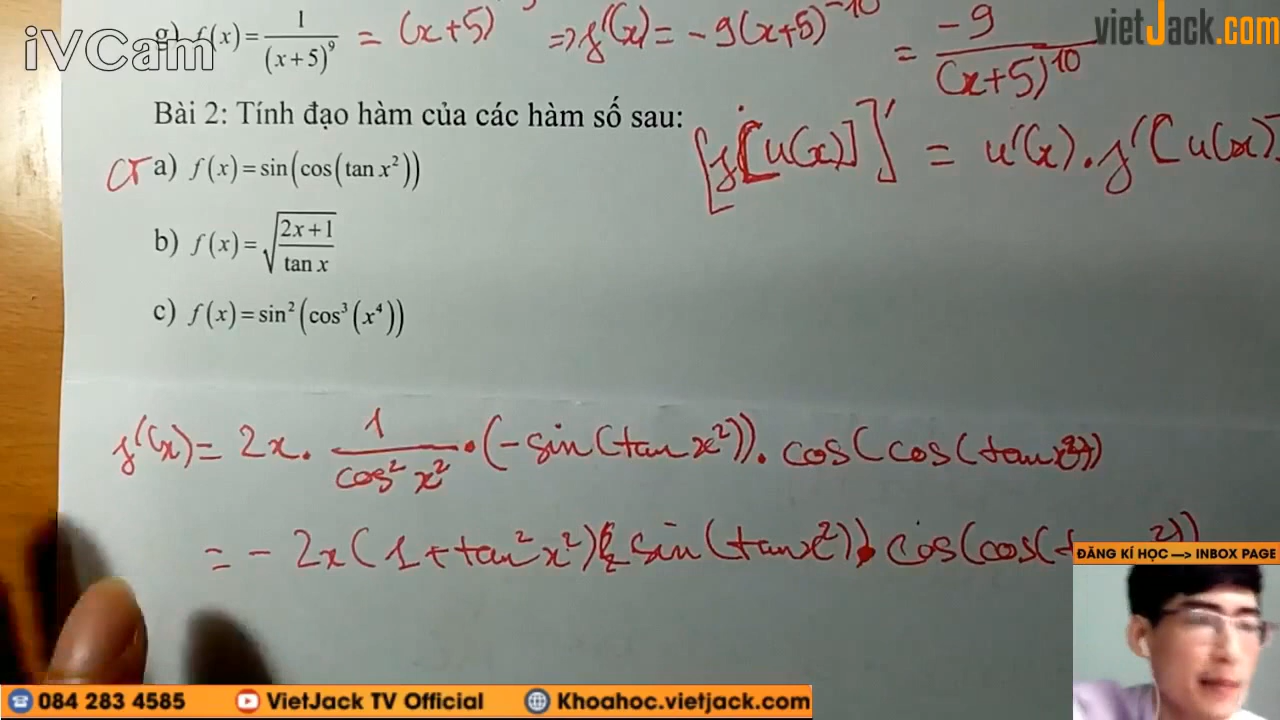 iVCam
vietJack.com
g) f(x) = 1/(x+5)^9 = (x+5) ⇒ f'(x) = -9(x+5)^-10 = -9/(x+5)^10
Bài 2: Tính đạo hàm của các hàm số sau:
[f[u(x)]]' = u'(x).f'[u(x)]
a) f(x) = sin(cos(tan x²))
b) f(x) = √((2x+1)/(tan x))
c) f(x) = sin²(cos³(x⁴))
f'(x) = 2x. 1/(cos² x²) .(-sin(tan x²)). cos(cos(tan x²))
= - 2x(1+tan² x²) sin(tan x²). cos(cos(
ĐĂNG KÍ HỌC —> INBOX PAGE
084 283 4585 VietJack TV Official Khoahoc.vietjack.com